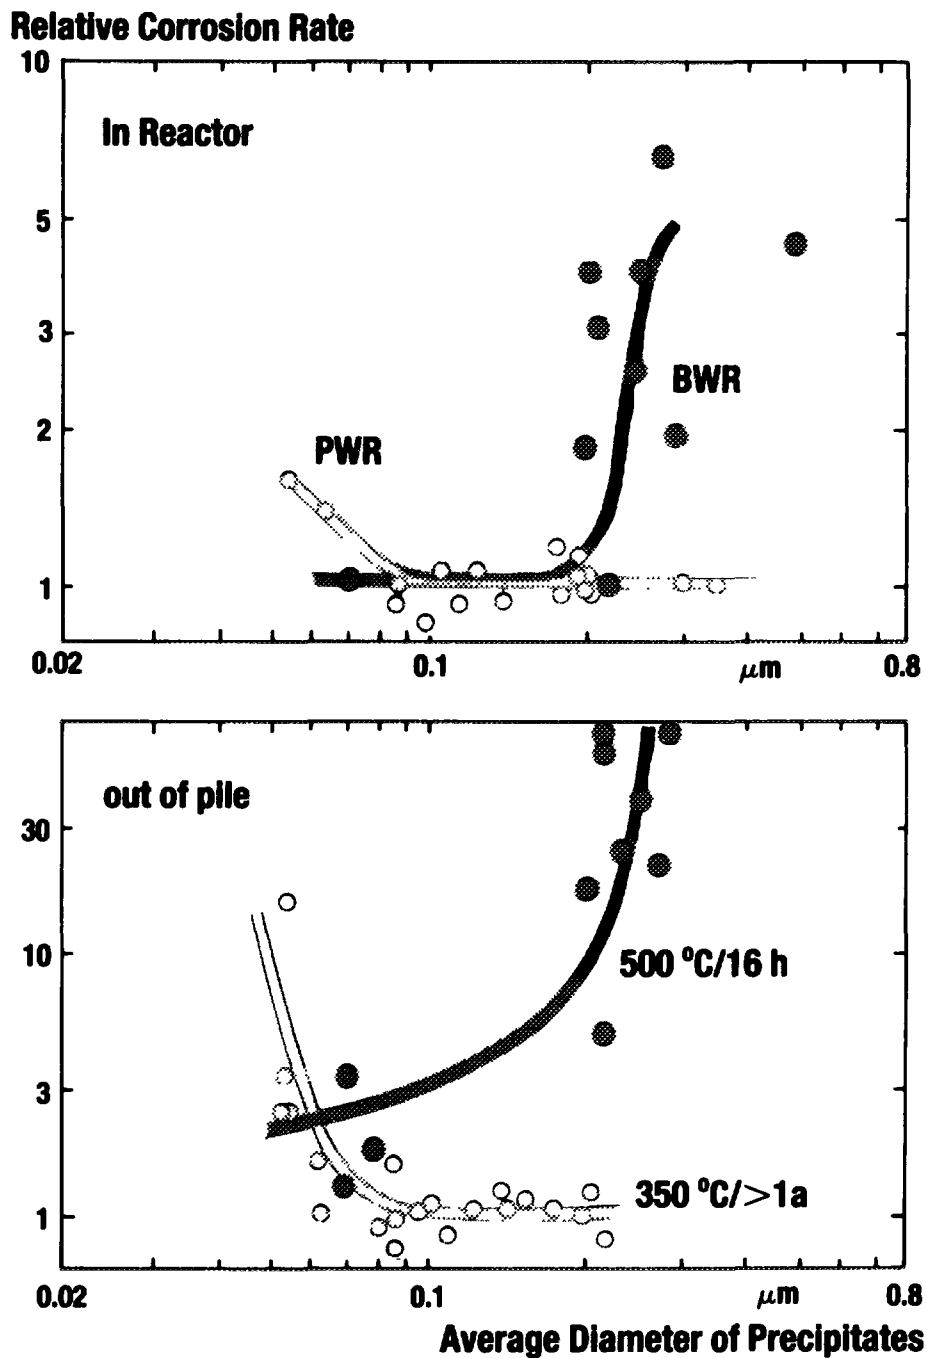 Relative Corrosion Rate
10
In Reactor
5
3
BWR
2
PWR
1
0.02 0.1 μm 0.8
out of pile
30
10
500 °C/16 h
3
350 °C/>1a
1
0.02 0.1 μm 0.8
Average Diameter of Precipitates